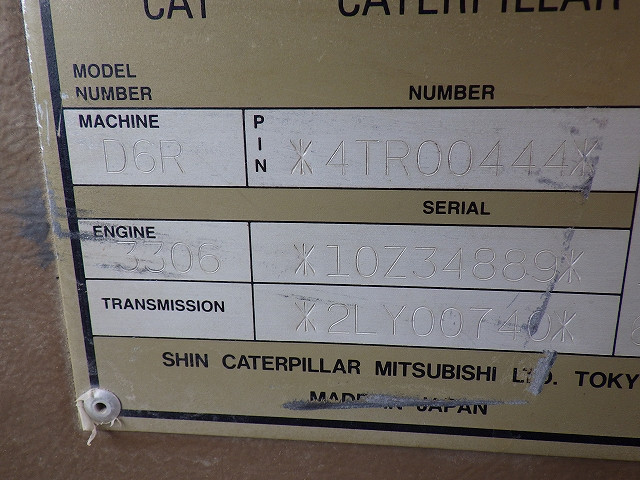 CAT CATERPILLAR
MODEL
NUMBER NUMBER
MACHINE PIN
D6R *4TR00444*
SERIAL
ENGINE
3306 *10Z34889*
TRANSMISSION *2LY00740*
SHIN CATERPILLAR MITSUBISHI LTD. TOKY
MADE IN JAPAN